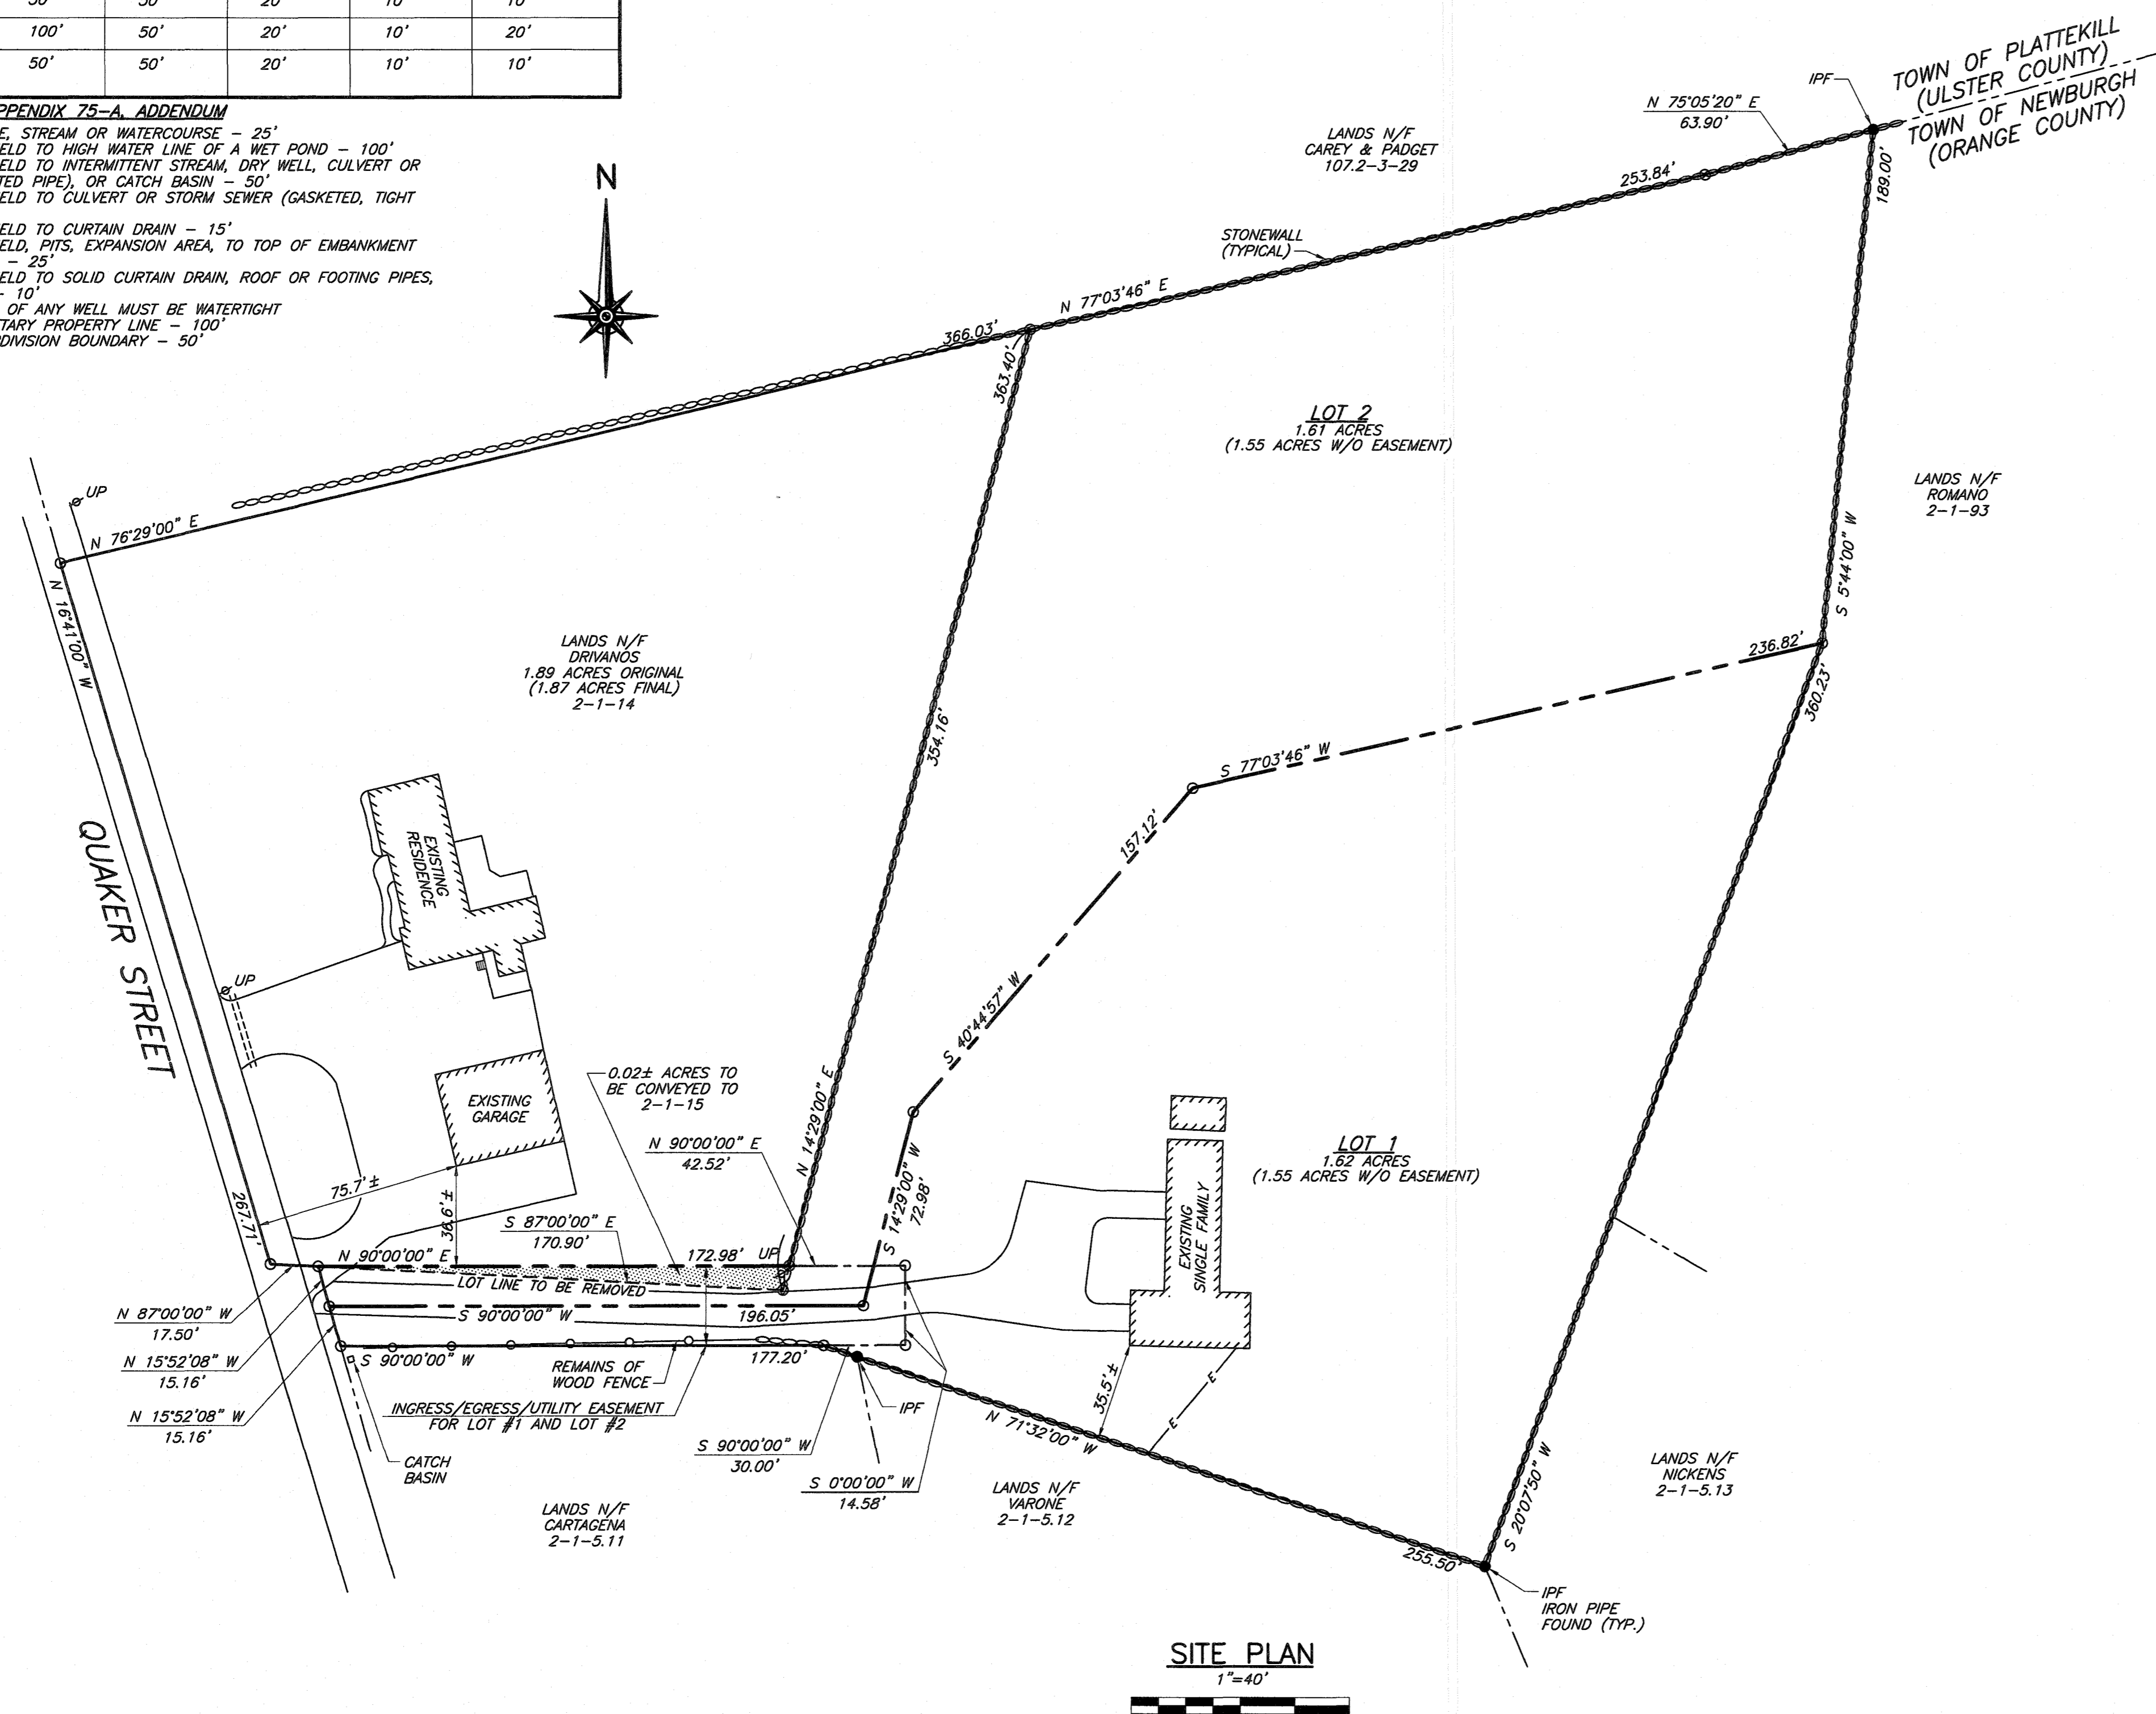 50' 50' 20' 10' 10'
100' 50' 20' 10' 20'
50' 50' 20' 10' 10'
PPENDIX 75-A, ADDENDUM
E, STREAM OR WATERCOURSE - 25'
ELD TO HIGH WATER LINE OF A WET POND - 100'
ELD TO INTERMITTENT STREAM, DRY WELL, CULVERT OR
TED PIPE), OR CATCH BASIN - 50'
ELD TO CULVERT OR STORM SEWER (GASKETED, TIGHT
ELD TO CURTAIN DRAIN - 15'
ELD, PITS, EXPANSION AREA, TO TOP OF EMBANKMENT
- 25'
ELD TO SOLID CURTAIN DRAIN, ROOF OR FOOTING PIPES,
- 10'
OF ANY WELL MUST BE WATERTIGHT
TARY PROPERTY LINE - 100'
DIVISION BOUNDARY - 50'
N
TOWN OF PLATTEKILL
(ULSTER COUNTY)
TOWN OF NEWBURGH
(ORANGE COUNTY)
IPF
N 75°05'20" E
63.90'
LANDS N/F
CAREY & PADGET
107.2-3-29
253.84'
189.00'
STONEWALL
(TYPICAL)
N 77°03'46" E
366.03'
363.40'
LOT 2
1.61 ACRES
(1.55 ACRES W/O EASEMENT)
LANDS N/F
ROMANO
2-1-93
UP
N 76°29'00" E
N 16°41'00" W
S 5°44'00" W
LANDS N/F
DRIVANOS
1.89 ACRES ORIGINAL
(1.87 ACRES FINAL)
2-1-14
236.82'
360.23'
354.16'
S 77°03'46" W
157.12'
QUAKER STREET
EXISTING
RESIDENCE
UP
S 40°44'57" W
0.02± ACRES TO
BE CONVEYED TO
2-1-15
EXISTING
GARAGE
N 14°29'00" E
N 90°00'00" E
42.52'
S 14°29'00" W
72.98'
LOT 1
1.62 ACRES
(1.55 ACRES W/O EASEMENT)
EXISTING
SINGLE FAMILY
75.7'±
38.6'±
267.71'
S 87°00'00" E
170.90'
N 90°00'00" E
172.98'
UP
LOT LINE TO BE REMOVED
S 90°00'00" W
196.05'
N 87°00'00" W
17.50'
N 15°52'08" W
15.16'
N 15°52'08" W
15.16'
S 90°00'00" W
177.20'
REMAINS OF
WOOD FENCE
INGRESS/EGRESS/UTILITY EASEMENT
FOR LOT #1 AND LOT #2
IPF
35.5'±
E
E
N 71°32'00" W
S 90°00'00" W
30.00'
S 0°00'00" W
14.58'
CATCH
BASIN
LANDS N/F
CARTAGENA
2-1-5.11
LANDS N/F
VARONE
2-1-5.12
LANDS N/F
NICKENS
2-1-5.13
S 20°07'50" W
255.50'
IPF
IRON PIPE
FOUND (TYP.)
SITE PLAN
1"=40'